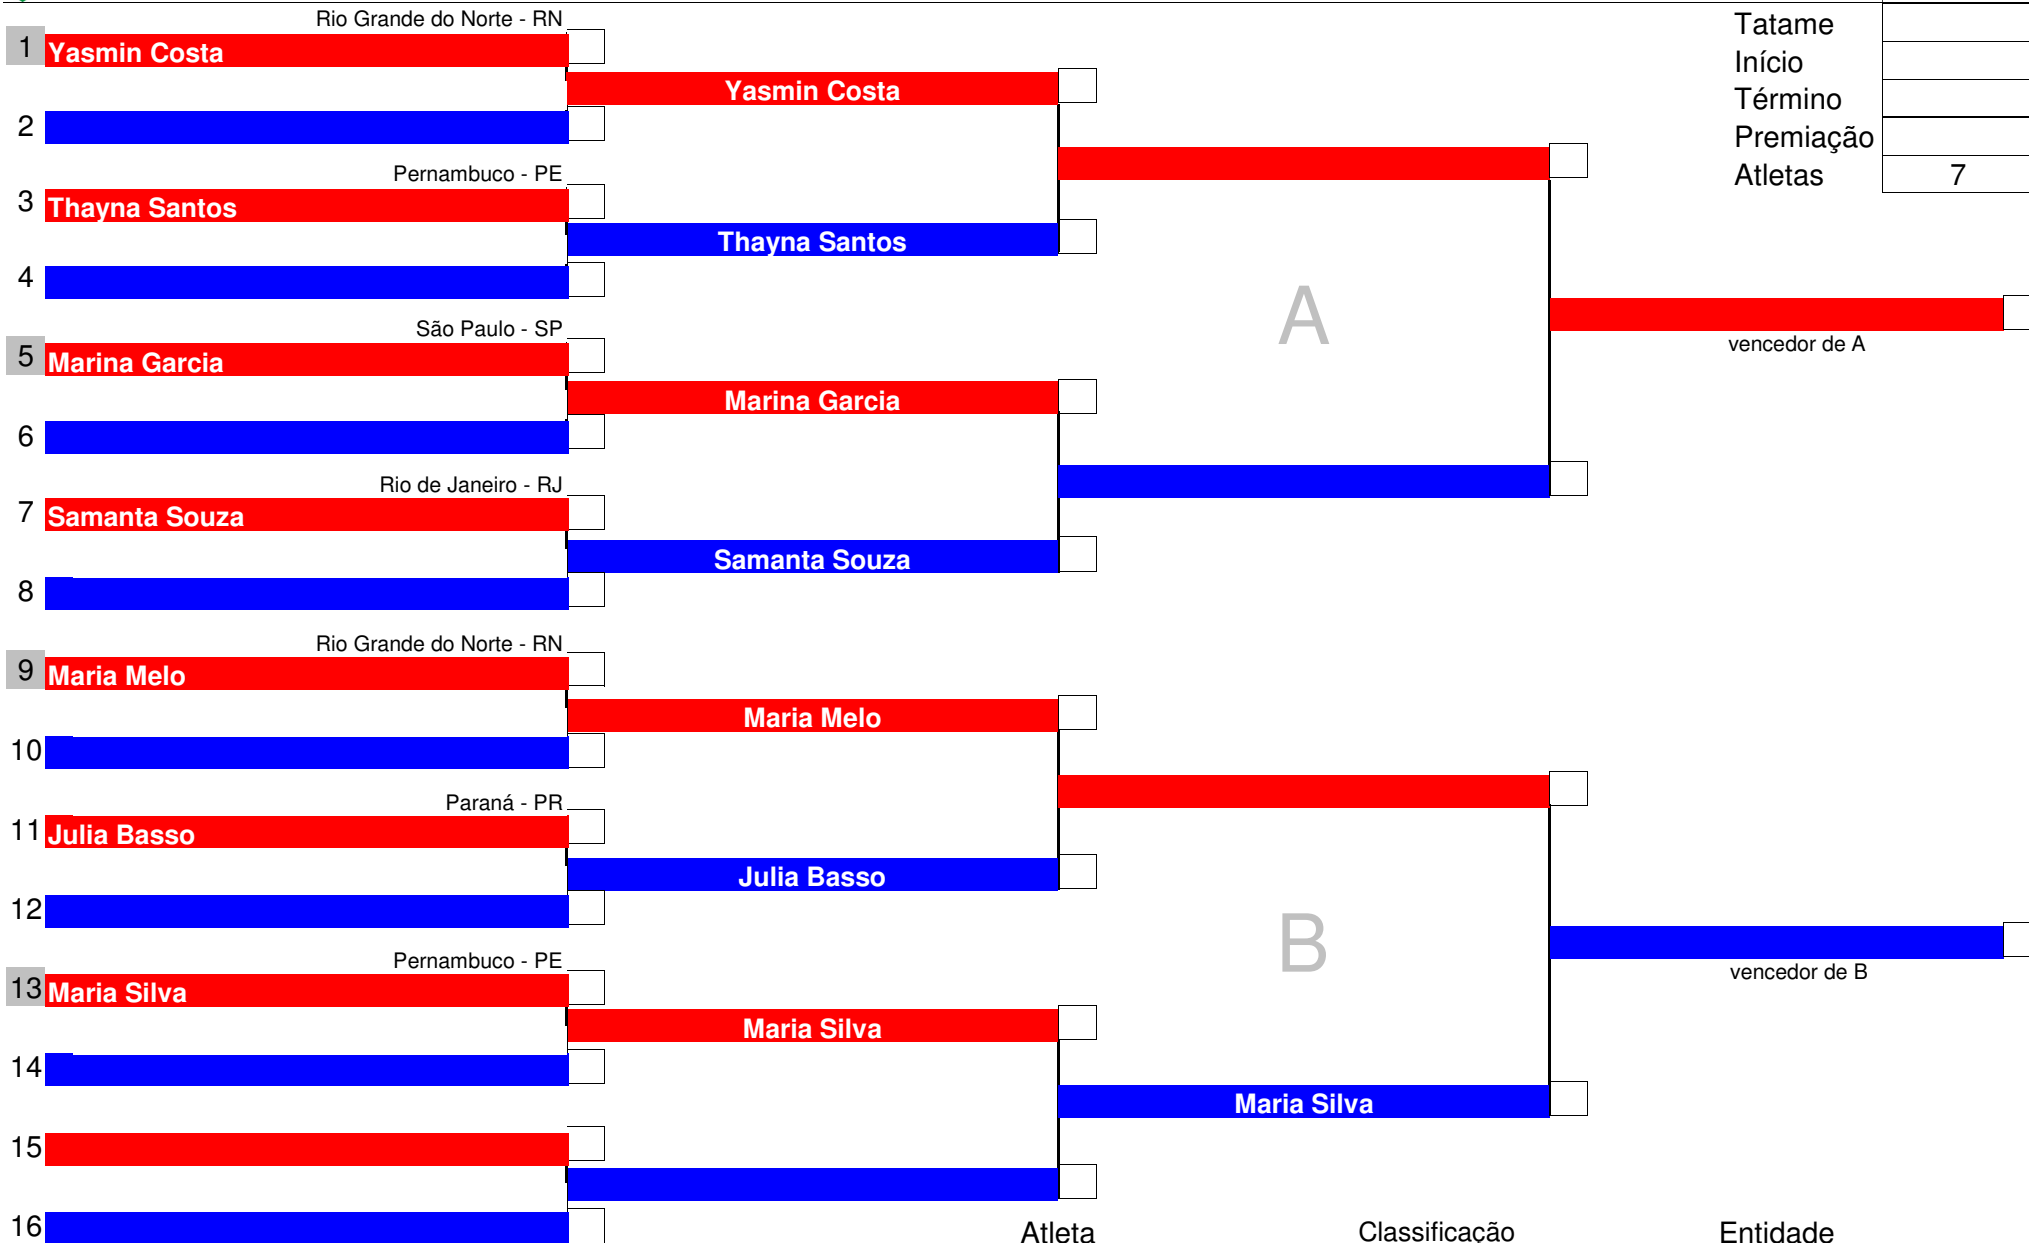 Rio Grande do Norte - RN
1 Yasmin Costa
Yasmin Costa
2
Pernambuco - PE
3 Thayna Santos
Thayna Santos
4
São Paulo - SP
5 Marina Garcia
Marina Garcia
6
Rio de Janeiro - RJ
7 Samanta Souza
Samanta Souza
8
A
vencedor de A
Tatame
Início
Término
Premiação
Atletas 7
Rio Grande do Norte - RN
9 Maria Melo
Maria Melo
10
Paraná - PR
11 Julia Basso
Julia Basso
12
Pernambuco - PE
13 Maria Silva
Maria Silva
14
B
vencedor de B
Maria Silva
15
16
Atleta Classificação Entidade